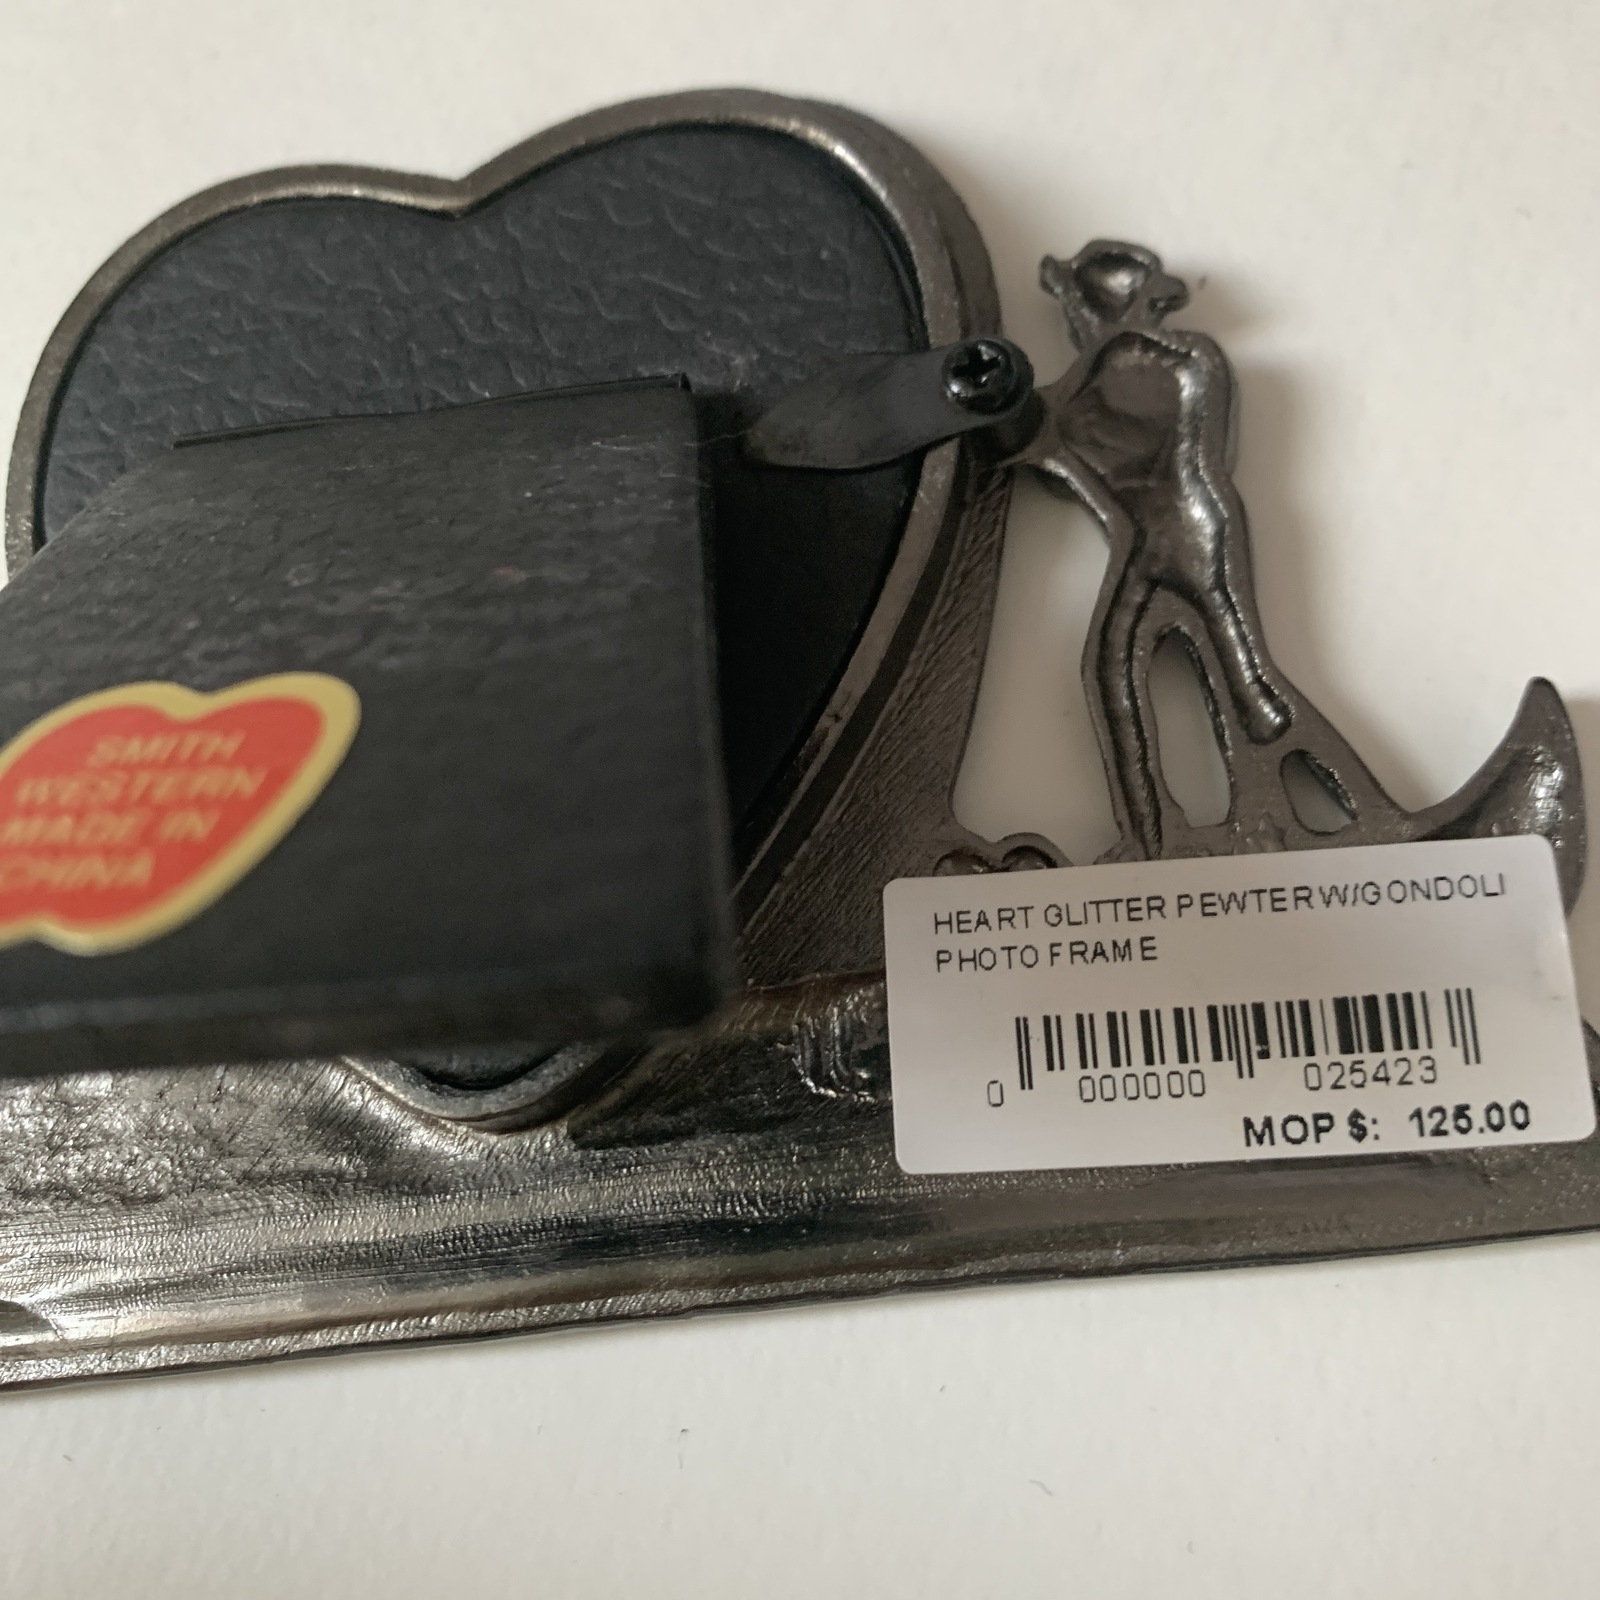 SMITH
WESTERN
MADE IN
CHINA
HEART GLITTER PEWTER W/GONDOLI
PHOTO FRAME
0 000000 025423
MOP $: 125.00